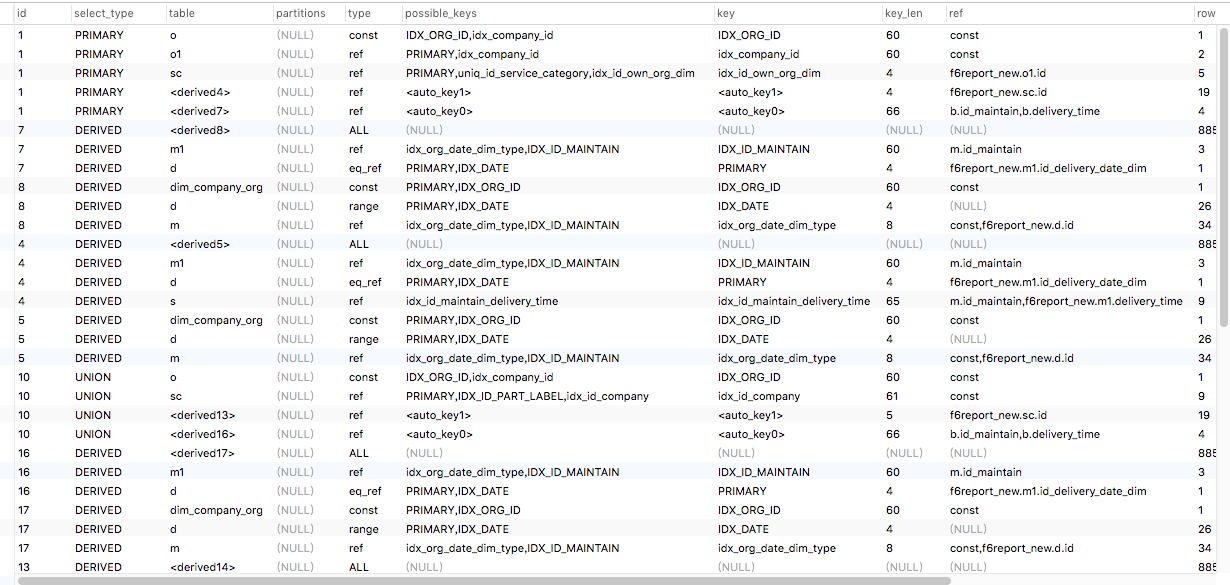 id select_type table partitions type possible_keys key key_len ref row
1 PRIMARY o (NULL) const IDX_ORG_ID,idx_company_id IDX_ORG_ID 60 const 1
1 PRIMARY o1 (NULL) ref PRIMARY,idx_company_id idx_company_id 60 const 2
1 PRIMARY sc (NULL) ref PRIMARY,uniq_id_service_category,idx_id_own_org_dim idx_id_own_org_dim 4 f6report_new.o1.id 5
1 PRIMARY <derived4> (NULL) ref <auto_key1> <auto_key1> 4 f6report_new.sc.id 19
1 PRIMARY <derived7> (NULL) ref <auto_key0> <auto_key0> 66 b.id_maintain,b.delivery_time 4
7 DERIVED <derived8> (NULL) ALL (NULL) (NULL) (NULL) (NULL) 885
7 DERIVED m1 (NULL) ref idx_org_date_dim_type,IDX_ID_MAINTAIN IDX_ID_MAINTAIN 60 m.id_maintain 3
7 DERIVED d (NULL) eq_ref PRIMARY,IDX_DATE PRIMARY 4 f6report_new.m1.id_delivery_date_dim 1
8 DERIVED dim_company_org (NULL) const PRIMARY,IDX_ORG_ID IDX_ORG_ID 60 const 1
8 DERIVED d (NULL) range PRIMARY,IDX_DATE IDX_DATE 4 (NULL) 26
8 DERIVED m (NULL) ref idx_org_date_dim_type,IDX_ID_MAINTAIN idx_org_date_dim_type 8 const,f6report_new.d.id 34
4 DERIVED <derived5> (NULL) ALL (NULL) (NULL) (NULL) (NULL) 885
4 DERIVED m1 (NULL) ref idx_org_date_dim_type,IDX_ID_MAINTAIN IDX_ID_MAINTAIN 60 m.id_maintain 3
4 DERIVED d (NULL) eq_ref PRIMARY,IDX_DATE PRIMARY 4 f6report_new.m1.id_delivery_date_dim 1
4 DERIVED s (NULL) ref idx_id_maintain_delivery_time idx_id_maintain_delivery_time 65 m.id_maintain,f6report_new.m1.delivery_time 9
5 DERIVED dim_company_org (NULL) const PRIMARY,IDX_ORG_ID IDX_ORG_ID 60 const 1
5 DERIVED d (NULL) range PRIMARY,IDX_DATE IDX_DATE 4 (NULL) 26
5 DERIVED m (NULL) ref idx_org_date_dim_type,IDX_ID_MAINTAIN idx_org_date_dim_type 8 const,f6report_new.d.id 34
10 UNION o (NULL) const IDX_ORG_ID,idx_company_id IDX_ORG_ID 60 const 1
10 UNION sc (NULL) ref PRIMARY,IDX_ID_PART_LABEL,idx_id_company idx_id_company 61 const 9
10 UNION <derived13> (NULL) ref <auto_key1> <auto_key1> 5 f6report_new.sc.id 19
10 UNION <derived16> (NULL) ref <auto_key0> <auto_key0> 66 b.id_maintain,b.delivery_time 4
16 DERIVED <derived17> (NULL) ALL (NULL) (NULL) (NULL) (NULL) 885
16 DERIVED m1 (NULL) ref idx_org_date_dim_type,IDX_ID_MAINTAIN IDX_ID_MAINTAIN 60 m.id_maintain 3
16 DERIVED d (NULL) eq_ref PRIMARY,IDX_DATE PRIMARY 4 f6report_new.m1.id_delivery_date_dim 1
17 DERIVED dim_company_org (NULL) const PRIMARY,IDX_ORG_ID IDX_ORG_ID 60 const 1
17 DERIVED d (NULL) range PRIMARY,IDX_DATE IDX_DATE 4 (NULL) 26
17 DERIVED m (NULL) ref idx_org_date_dim_type,IDX_ID_MAINTAIN idx_org_date_dim_type 8 const,f6report_new.d.id 34
13 DERIVED <derived14> (NULL) ALL (NULL) (NULL) (NULL) (NULL) 885